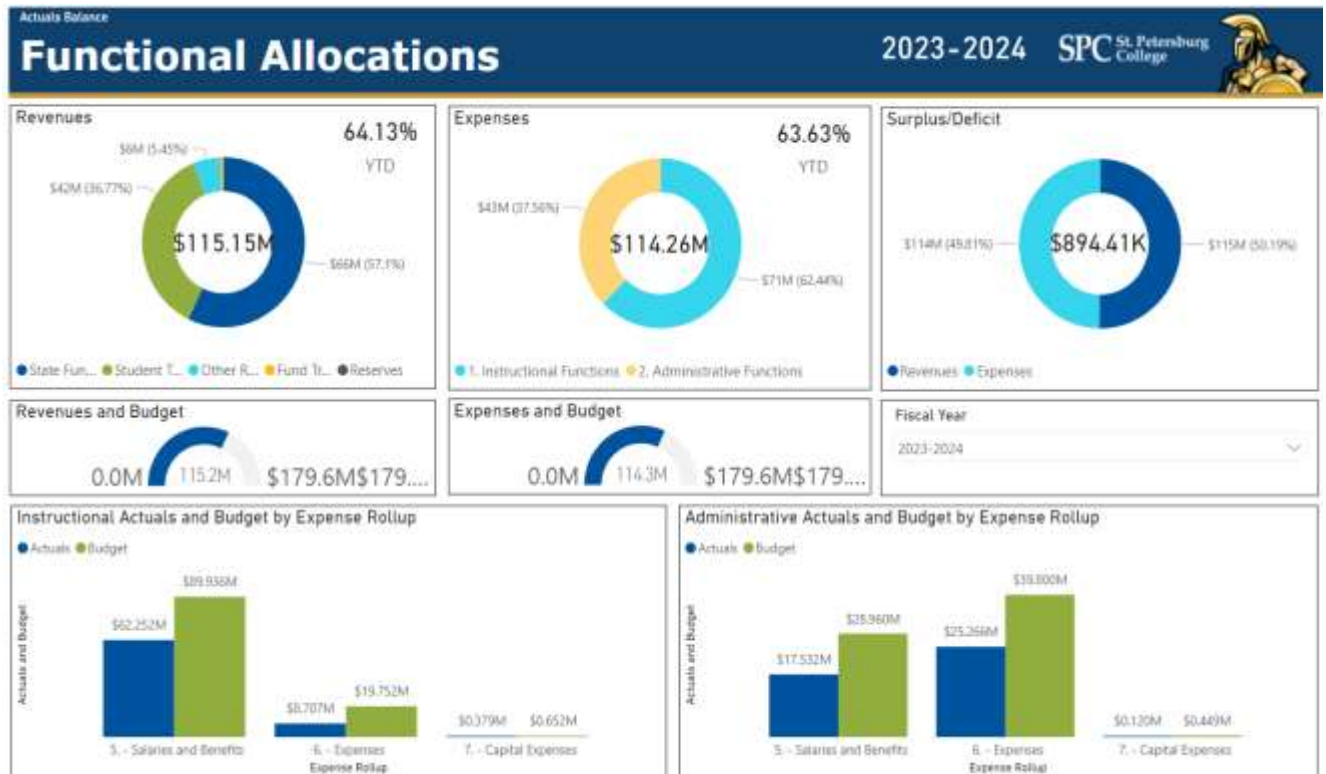 Actuals Balance
Functional Allocations
2023-2024
SPC St. Petersburg
College
Revenues
64.13%
YTD
$6M (5.45%)
$42M (36.77%)
$115.15M
$66M (57.1%)
State Fun... Student T... Other R... Fund Tr... Reserves
Expenses
63.63%
YTD
$43M (37.56%)
$114.26M
$71M (62.44%)
1. Instructional Functions 2. Administrative Functions
Surplus/Deficit
$114M (49.81%)
$894.41K
$115M (50.19%)
Revenues Expenses
Revenues and Budget
0.0M 115.2M $179.6M$179....
Expenses and Budget
0.0M 114.3M $179.6M$179....
Fiscal Year
2023-2024
Instructional Actuals and Budget by Expense Rollup
Actuals Budget
Actuals and Budget
$62.252M
$89.936M
$8.707M
$19.752M
$0.379M $0.652M
5. - Salaries and Benefits 6. - Expenses 7. - Capital Expenses
Expense Rollup
Administrative Actuals and Budget by Expense Rollup
Actuals Budget
Actuals and Budget
$17.532M
$28.960M
$25.266M
$39.800M
$0.120M $0.449M
5. - Salaries and Benefits 6. - Expenses 7. - Capital Expenses
Expense Rollup